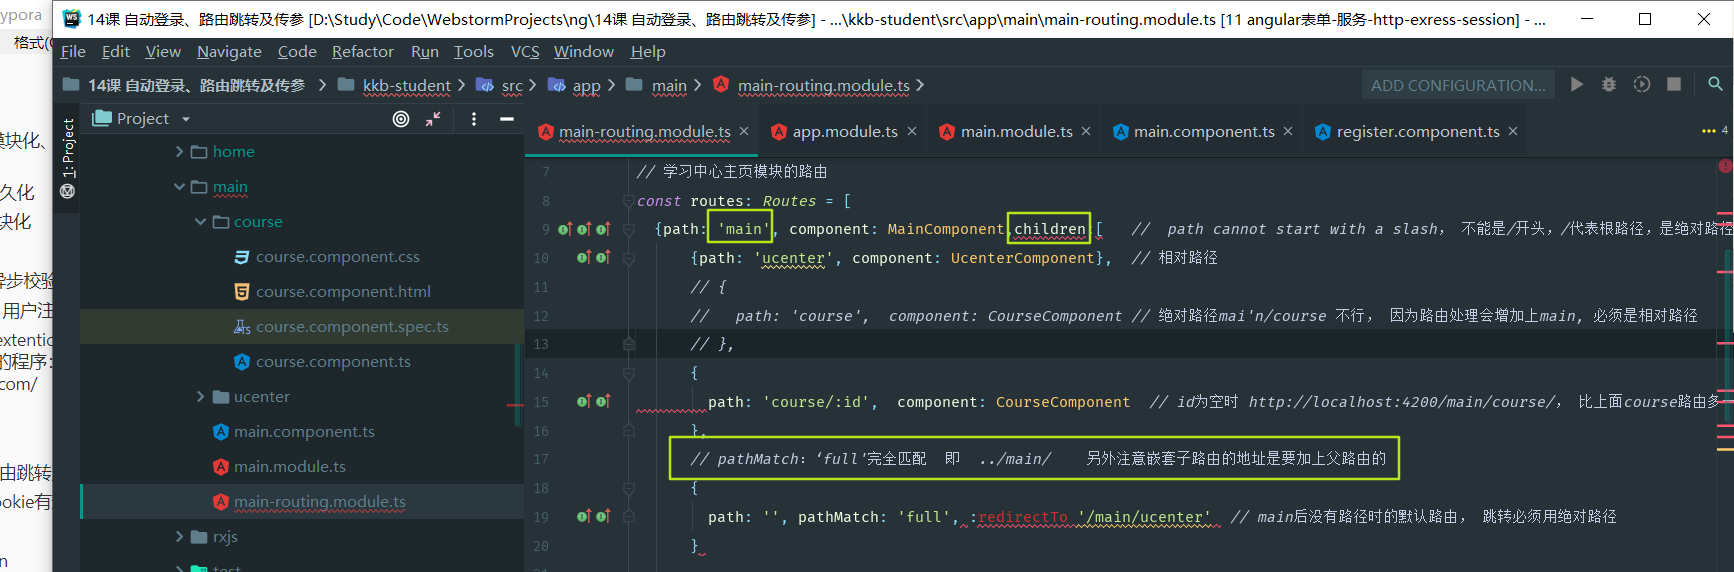 ypora
14课 自动登录、路由跳转及传参 [D:\Study\Code\WebstormProjects\ng\14课 自动登录、路由跳转及传参] - ...\kkb-student\src\app\main\main-routing.module.ts [11 angular表单-服务-http-exress-session] - ...
格式(
File Edit View Navigate Code Refactor Run Tools VCS Window Help
14课 自动登录、路由跳转及传参 kkb-student src app main main-routing.module.ts ADD CONFIGURATION...
1: Project
Project
main-routing.module.ts app.module.ts main.module.ts main.component.ts register.component.ts 4
模块化、
久化
块化
异步校验
用户注
extentio
的程序:
com/
由跳转
ookie有
n
home
main
course
course.component.css
course.component.html
course.component.spec.ts
course.component.ts
ucenter
main.component.ts
main.module.ts
main-routing.module.ts
rxjs
test
7 // 学习中心主页模块的路由
8 const routes: Routes = [
9 {path: 'main', component: MainComponent,children:[ // path cannot start with a slash, 不能是/开头，/代表根路径，是绝对路径
10 {path: 'ucenter', component: UcenterComponent}, // 相对路径
11 // {
12 // path: 'course', component: CourseComponent // 绝对路径mai'n/course 不行， 因为路由处理会增加上main, 必须是相对路径
13 // },
14 {
15 path: 'course/:id', component: CourseComponent // id为空时 http://localhost:4200/main/course/, 比上面course路由多一
16 },
17 // pathMatch：‘full'完全匹配 即 ../main/ 另外注意嵌套子路由的地址是要加上父路由的
18 {
19 path: '', pathMatch: 'full', :redirectTo '/main/ucenter' // main后没有路径时的默认路由， 跳转必须用绝对路径
20 }